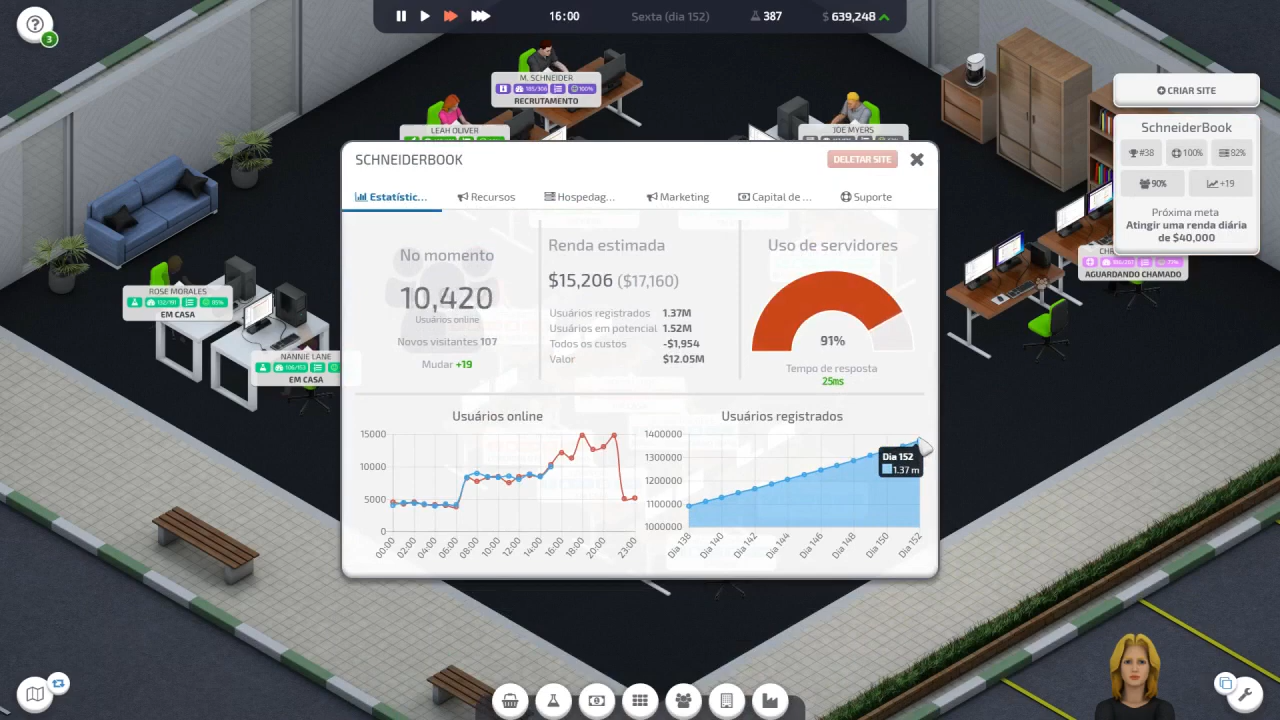 16:00
Sexta (dia 152)
387
$ 639,248
?
3
M. SCHNEIDER
100%
RECRUTAMENTO
LEAH OLIVER
JOE MYERS
CRIAR SITE
SchneiderBook
#38
100%
82%
90%
+19
Próxima meta
Atingir uma renda diária
de $40,000
SCHNEIDERBOOK
DELETAR SITE
Estatístic...
Recursos
Hospedag...
Marketing
Capital de ...
Suporte
No momento
10,420
Usuários online
Novos visitantes 107
Mudar +19
Renda estimada
$15,206 ($17,160)
Usuários registrados 1.37M
Usuários em potencial 1.52M
Todos os custos -$1,954
Valor $12.05M
Uso de servidores
91%
Tempo de resposta
25ms
ROSE MORALES
132/191
85%
EM CASA
NANNIE LANE
106/153
EM CASA
AGUARDANDO CHAMADO
Usuários online
15000
10000
5000
0
00:00
02:00
04:00
06:00
08:00
10:00
12:00
14:00
16:00
18:00
20:00
23:00
Usuários registrados
1400000
1300000
1200000
1100000
1000000
Dia 138
Dia 140
Dia 142
Dia 144
Dia 146
Dia 148
Dia 150
Dia 152
Dia 152
1.37 m